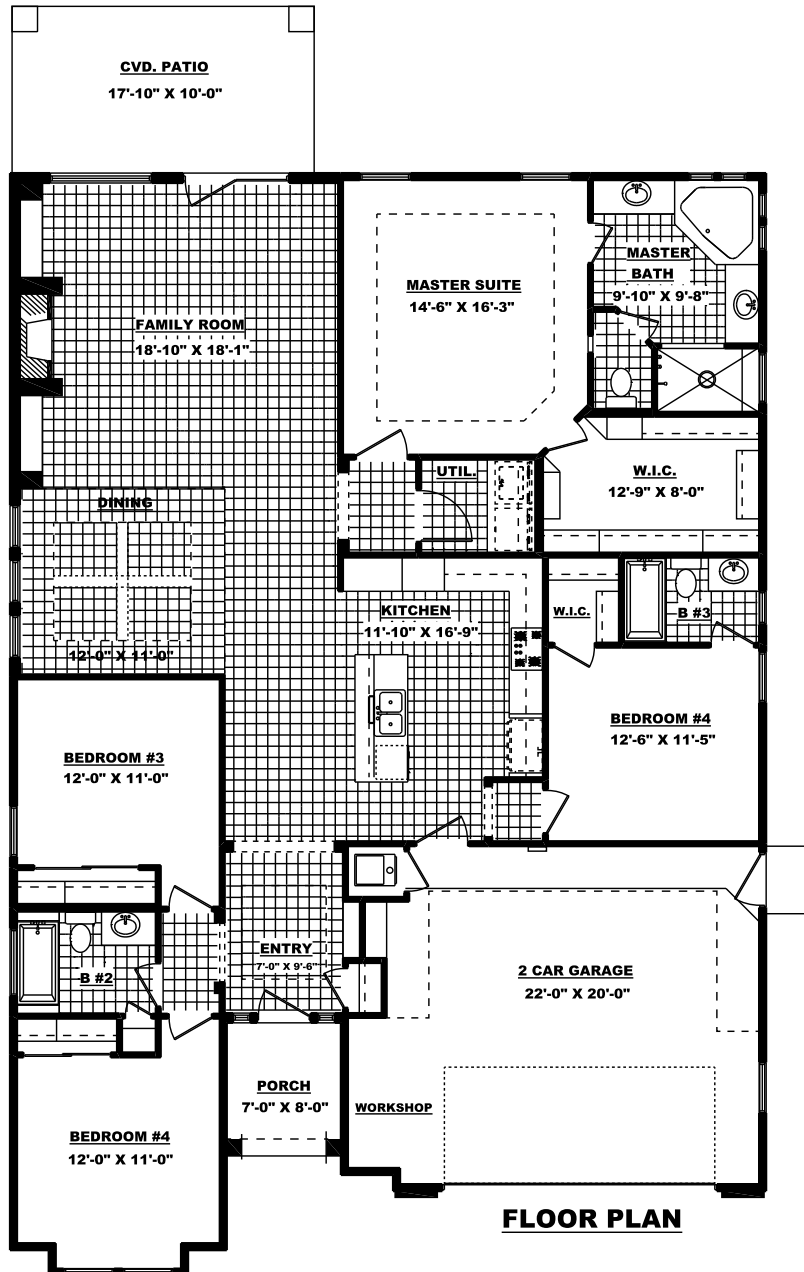 CVD. PATIO
17'-10" X 10'-0"
MASTER SUITE
14'-6" X 16'-3"
MASTER
BATH
9'-10" X 9'-8"
FAMILY ROOM
18'-10" X 18'-1"
UTIL.
W.I.C.
12'-9" X 8'-0"
DINING
12'-0" X 11'-0"
KITCHEN
11'-10" X 16'-9"
W.I.C.
B #3
BEDROOM #4
12'-6" X 11'-5"
BEDROOM #3
12'-0" X 11'-0"
ENTRY
7'-0" X 9'-6"
B #2
2 CAR GARAGE
22'-0" X 20'-0"
PORCH
7'-0" X 8'-0"
WORKSHOP
BEDROOM #4
12'-0" X 11'-0"
FLOOR PLAN